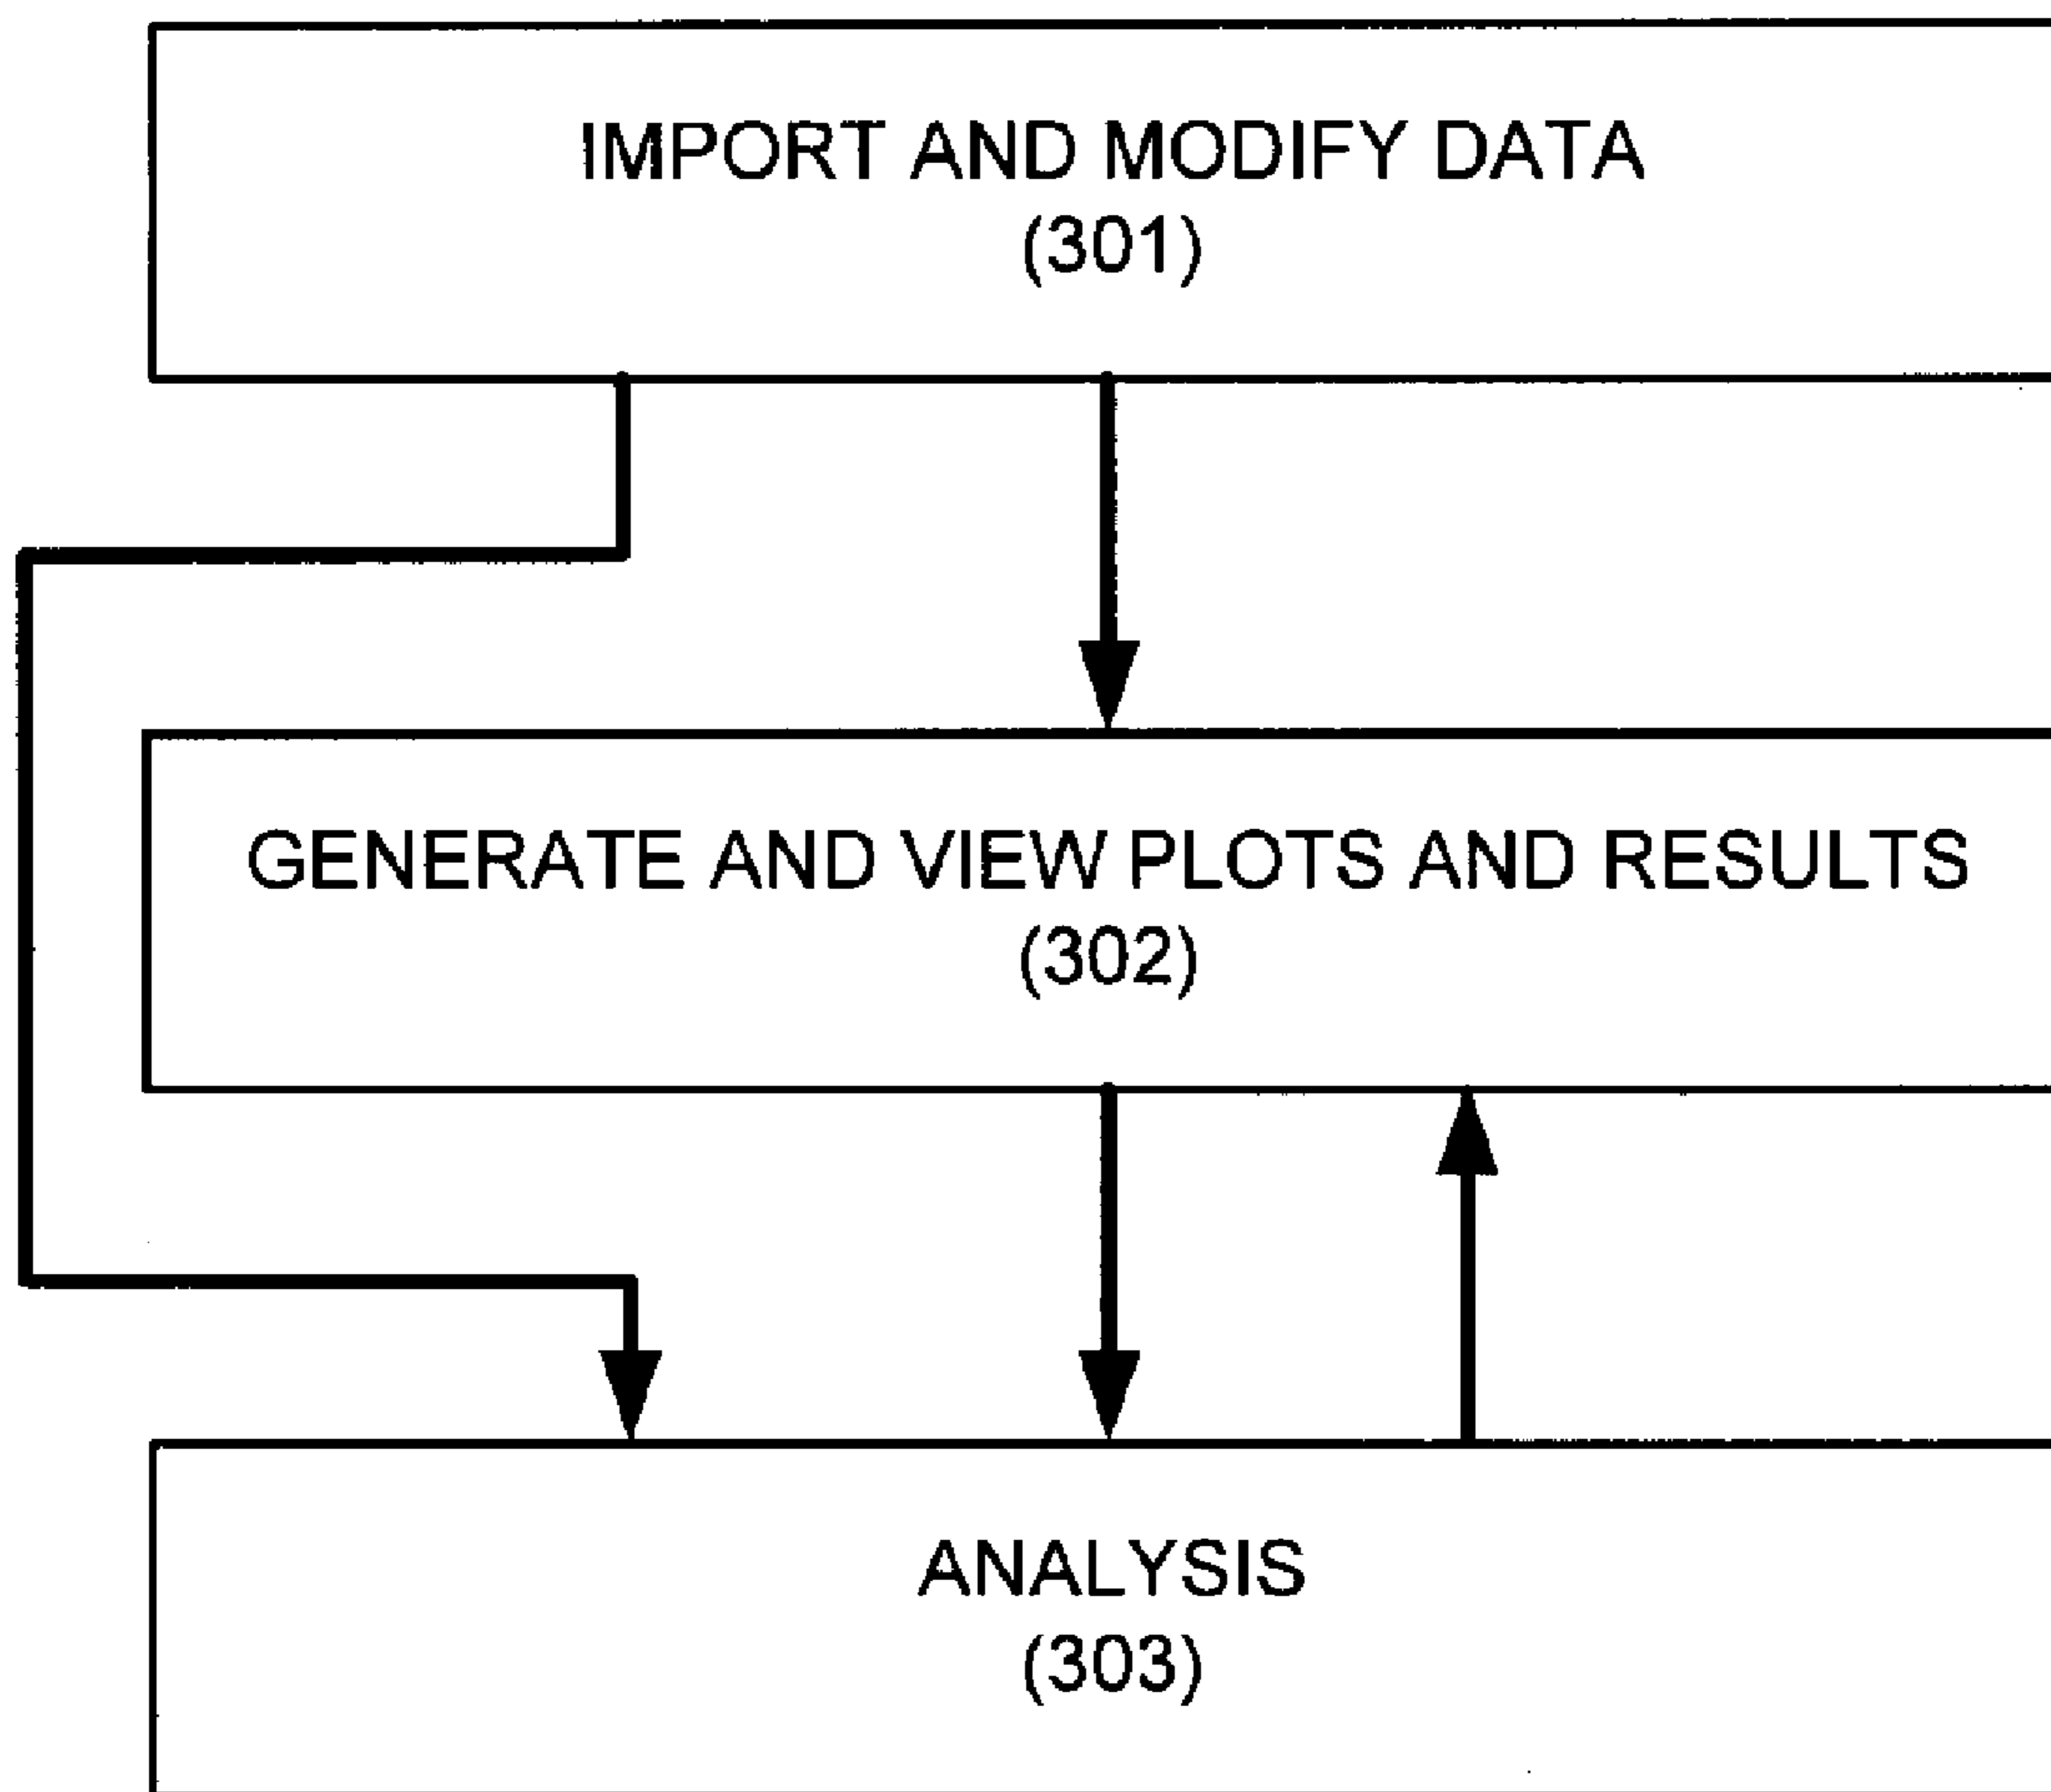 IMPORT AND MODIFY DATA
(301)
GENERATE AND VIEW PLOTS AND RESULTS
(302)
ANALYSIS
(303)